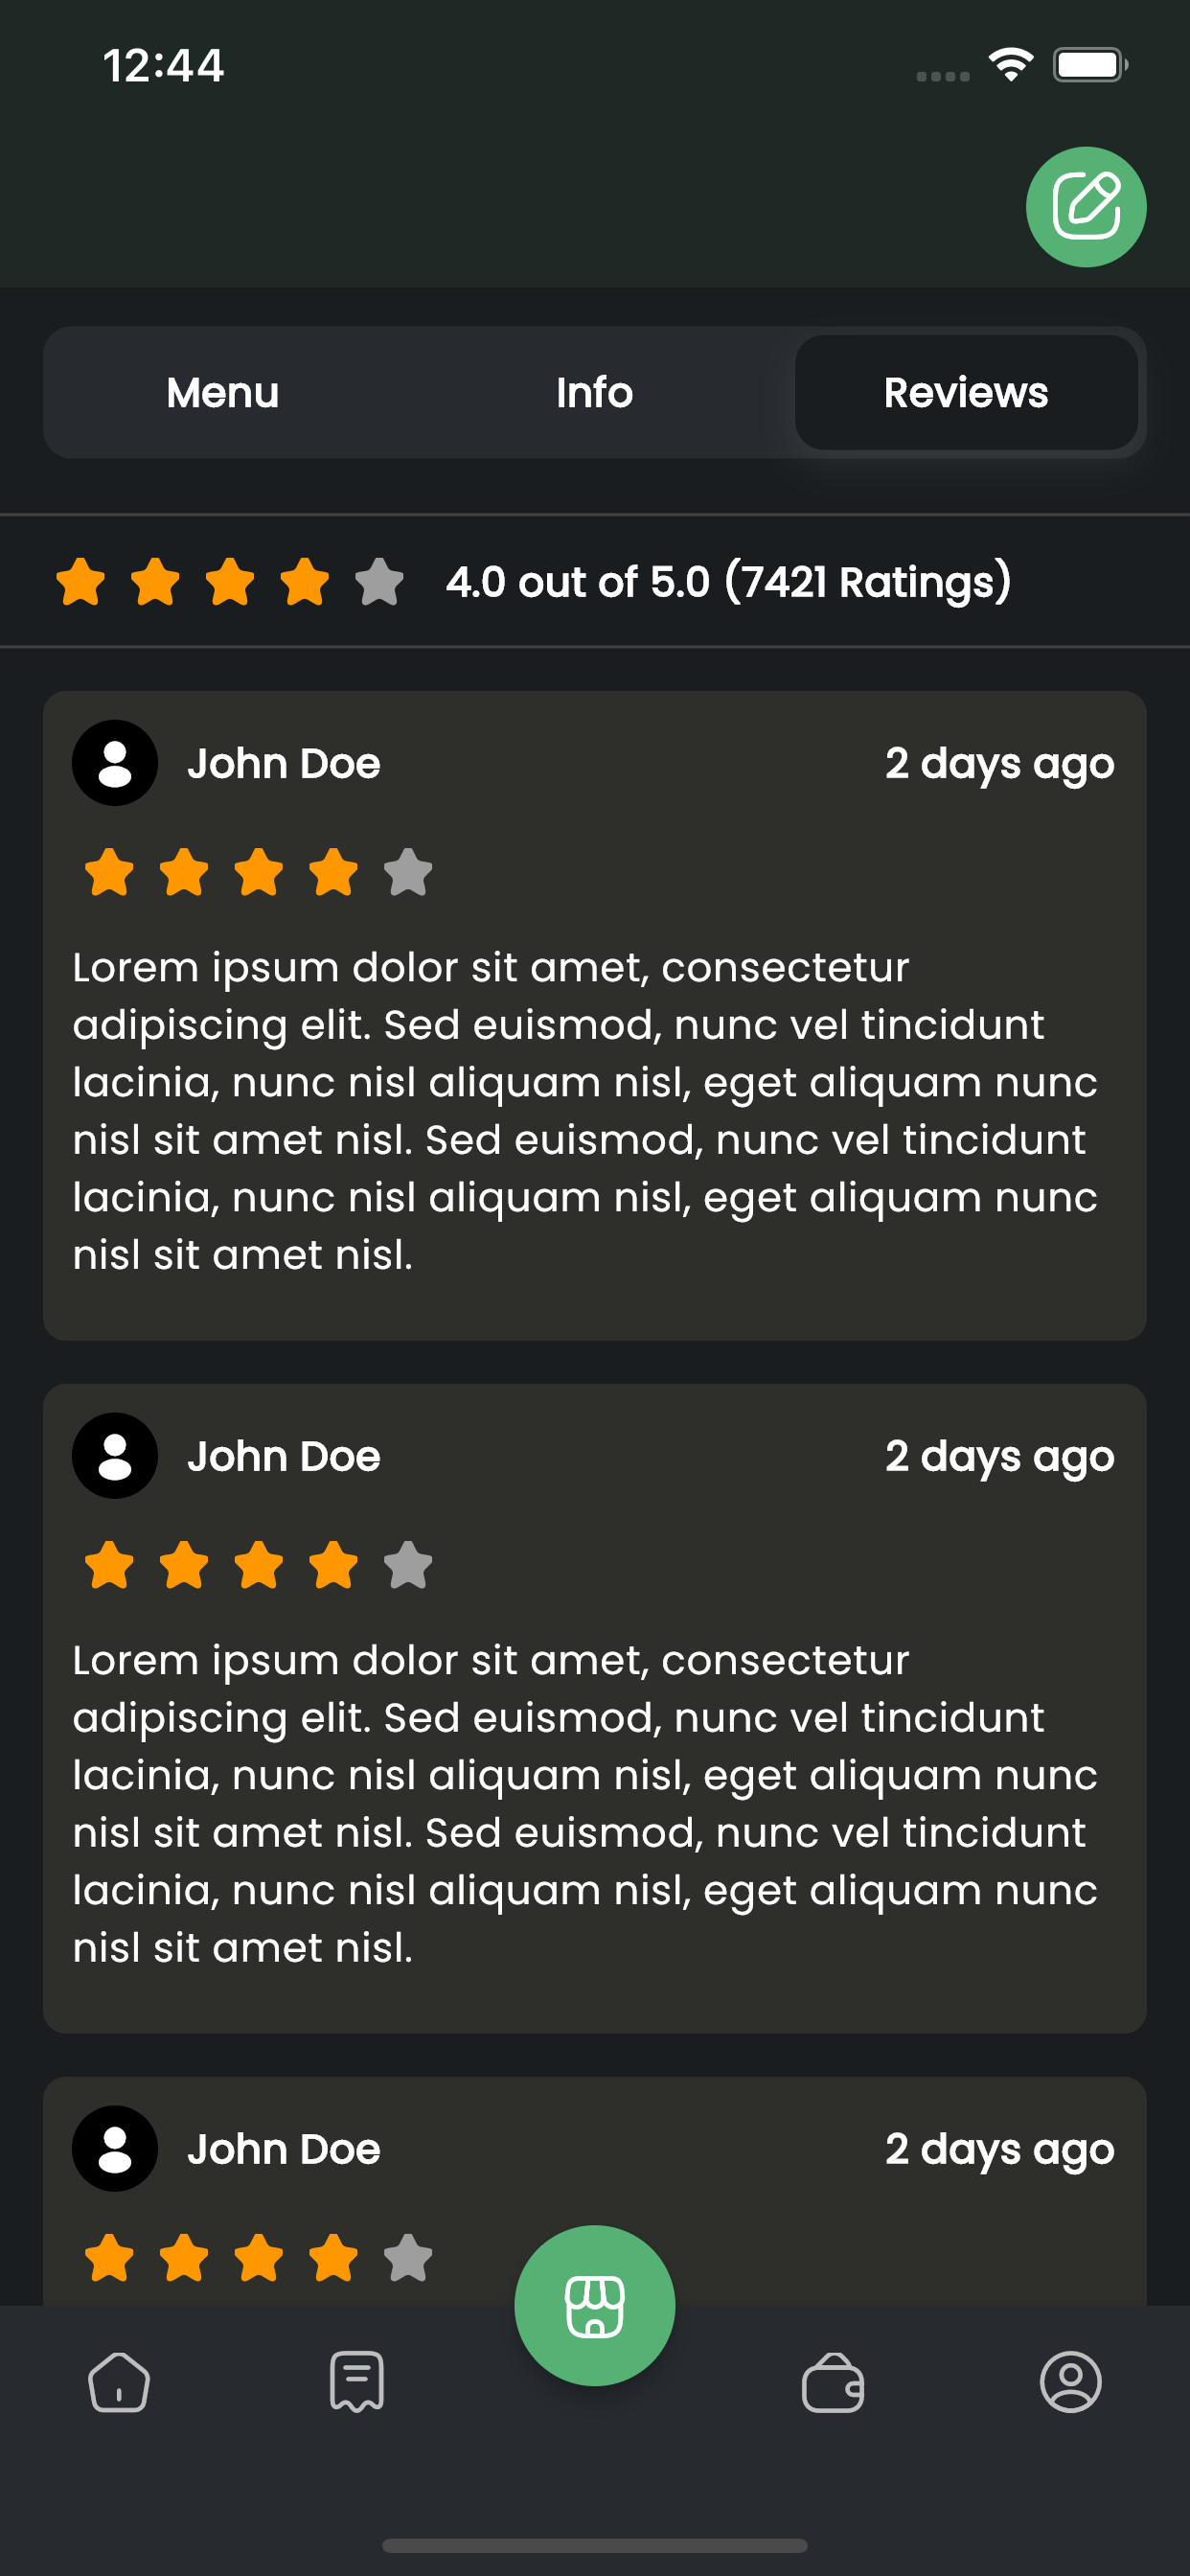 12:44
Menu Info Reviews
4.0 out of 5.0 (7421 Ratings)
John Doe 2 days ago
Lorem ipsum dolor sit amet, consectetur
adipiscing elit. Sed euismod, nunc vel tincidunt
lacinia, nunc nisl aliquam nisl, eget aliquam nunc
nisl sit amet nisl. Sed euismod, nunc vel tincidunt
lacinia, nunc nisl aliquam nisl, eget aliquam nunc
nisl sit amet nisl.
John Doe 2 days ago
Lorem ipsum dolor sit amet, consectetur
adipiscing elit. Sed euismod, nunc vel tincidunt
lacinia, nunc nisl aliquam nisl, eget aliquam nunc
nisl sit amet nisl. Sed euismod, nunc vel tincidunt
lacinia, nunc nisl aliquam nisl, eget aliquam nunc
nisl sit amet nisl.
John Doe 2 days ago